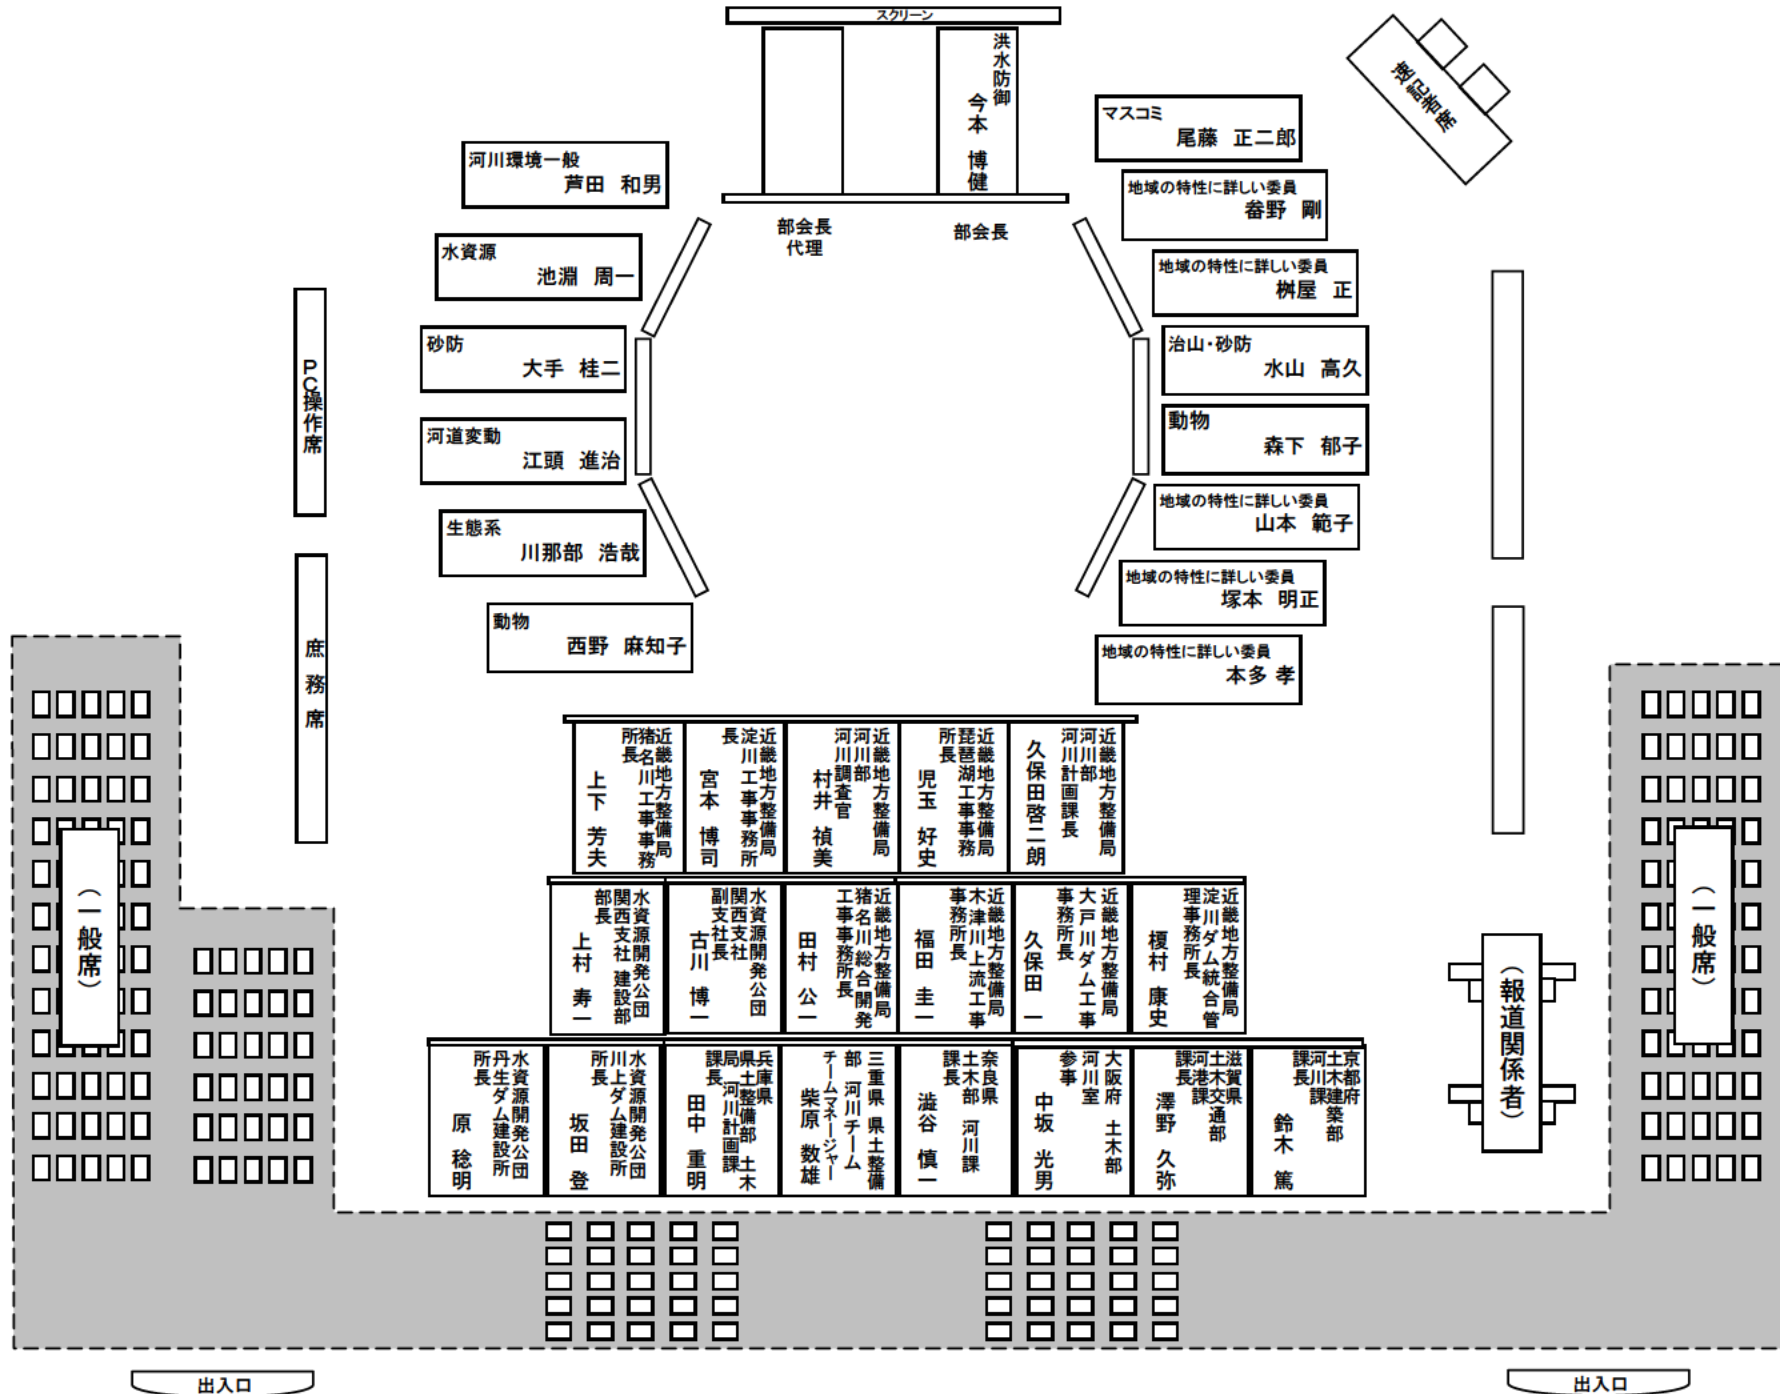 スクリーン
洪水防御
今本 博健
部会長
代理
部会長
速記者席
河川環境一般
芦田 和男
水資源
池淵 周一
砂防
大手 桂二
河道変動
江頭 進治
生態系
川那部 浩哉
動物
西野 麻知子
マスコミ
尾藤 正二郎
地域の特性に詳しい委員
畚野 剛
地域の特性に詳しい委員
桝屋 正
治山・砂防
水山 高久
動物
森下 郁子
地域の特性に詳しい委員
山本 範子
地域の特性に詳しい委員
塚本 明正
地域の特性に詳しい委員
本多 孝
PC操作席
庶務席
近畿地方整備局
猪名川工事事務
所長
上下 芳夫
近畿地方整備局
淀川工事事務所
長
宮本 博司
近畿地方整備局
河川部
河川調査官
村井 禎美
近畿地方整備局
琵琶湖工事事務
所長
児玉 好史
近畿地方整備局
河川部
河川計画課長
久保田啓二朗
水資源開発公団
関西支社 建設部
部長
上村 寿一
水資源開発公団
関西支社
副支社長
古川 博一
近畿地方整備局
猪名川総合開発
工事事務所長
田村 公一
近畿地方整備局
木津川上流工事
事務所長
福田 圭一
近畿地方整備局
大戸川ダム工事
事務所長
久保田 一
近畿地方整備局
淀川ダム統合管
理事務所長
榎村 康史
水資源開発公団
丹生ダム建設所
所長
原 稔明
水資源開発公団
川上ダム建設所
所長
坂田 登
兵庫県
県土整備部 土木
局 河川計画課
課長
田中 重明
三重県 県土整備
部 河川チーム
チームマネージャー
柴原 数雄
奈良県
土木部 河川課
課長
澁谷 慎一
大阪府 土木部
河川室
参事
中坂 光男
滋賀県
土木交通部
河港課
課長
澤野 久弥
京都府
土木建築部
河川課
課長
鈴木 篤
（一般席）
（報道関係者）
（一般席）
出入口
出入口